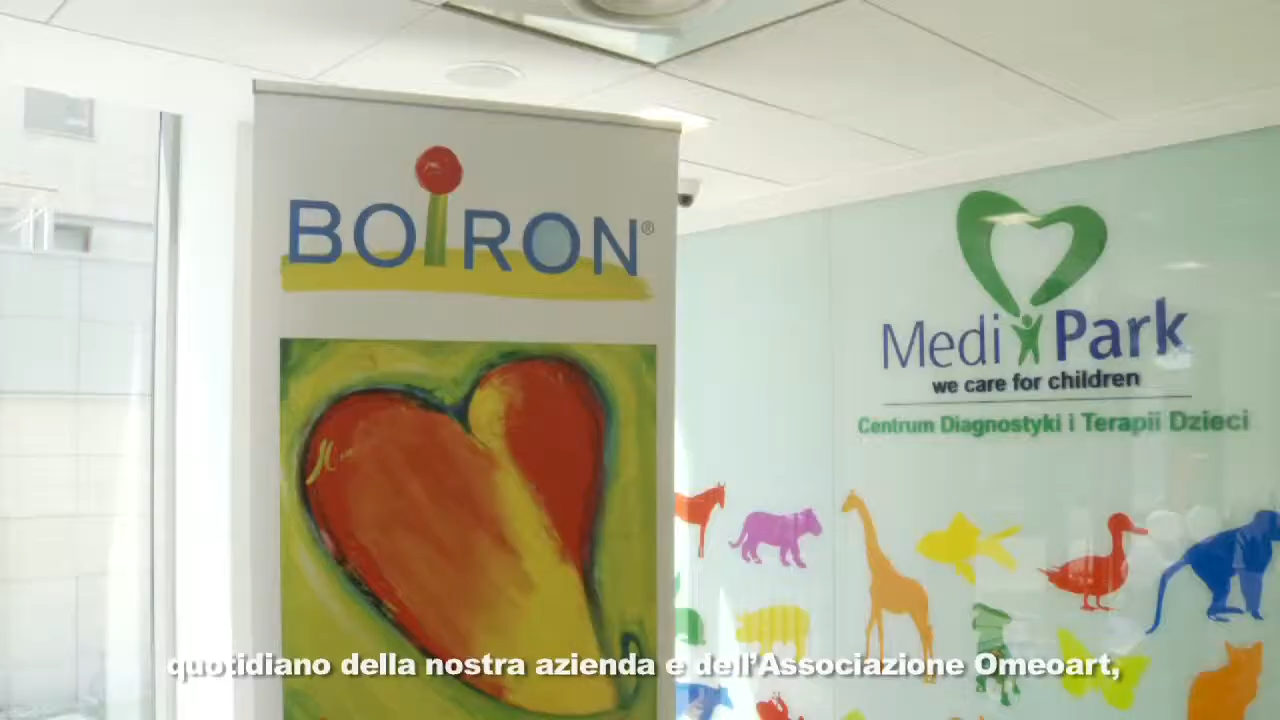 BOIRON®
Medi Park
we care for children
Centrum Diagnostyki i Terapii Dzieci
quotidiano della nostra azienda e dell'Associazione Omeoart,